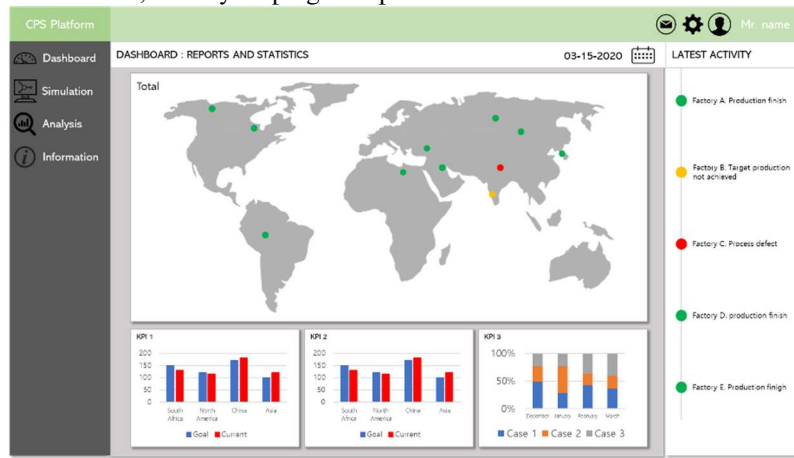 CPS Platform
Mr. name
Dashboard
Simulation
Analysis
Information
DASHBOARD : REPORTS AND STATISTICS
03-15-2020
Total
KPI 1
200
150
100
50
0
South Africa
North America
China
Asia
Goal
Current
KPI 2
200
150
100
50
0
South Africa
North America
China
Asia
Goal
Current
KPI 3
100%
50%
0%
December
January
February
March
Case 1
Case 2
Case 3
LATEST ACTIVITY
Factory A. Production finish
Factory B. Target production
not achieved
Factory C. Process defect
Factory D. production finish
Factory E. Production finigh